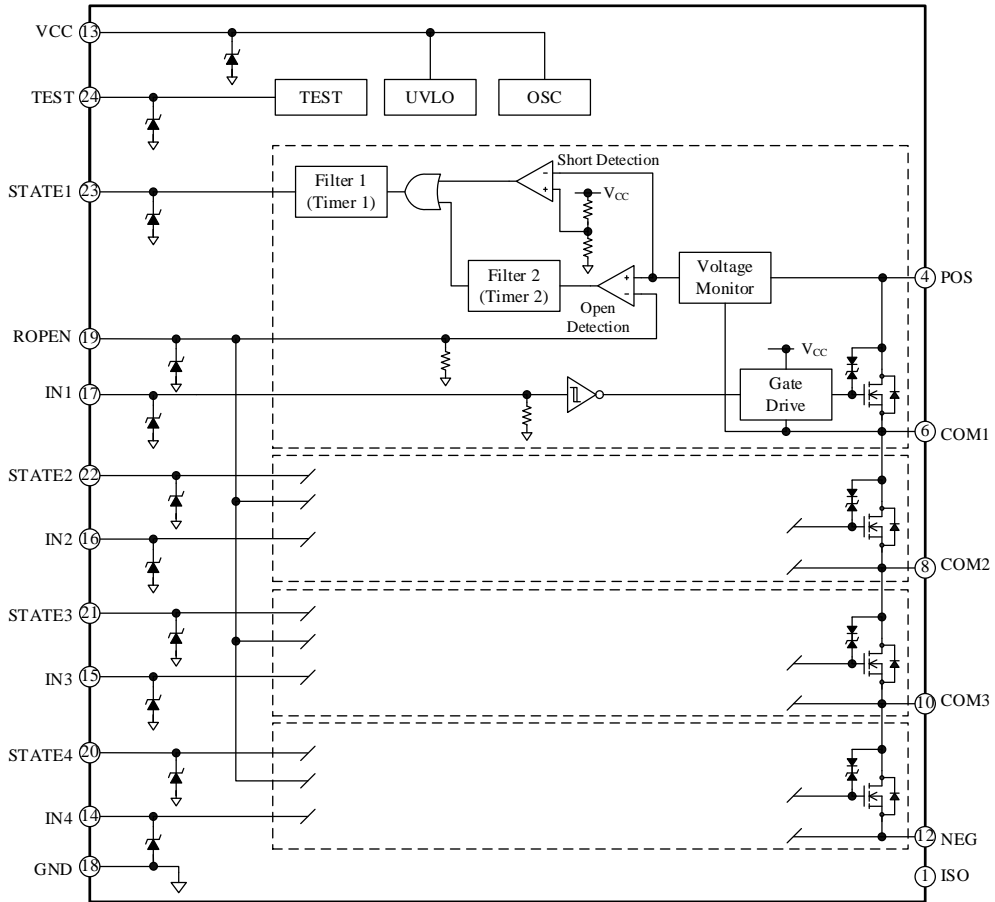 VCC 13
TEST 24
TEST
UVLO
OSC
STATE1 23
Filter 1
(Timer 1)
Short Detection
-
+
VCC
Filter 2
(Timer 2)
+
-
Open
Detection
Voltage
Monitor
4 POS
ROPEN 19
IN1 17
VCC
Gate
Drive
6 COM1
STATE2 22
IN2 16
8 COM2
STATE3 21
IN3 15
10 COM3
STATE4 20
IN4 14
12 NEG
GND 18
1 ISO